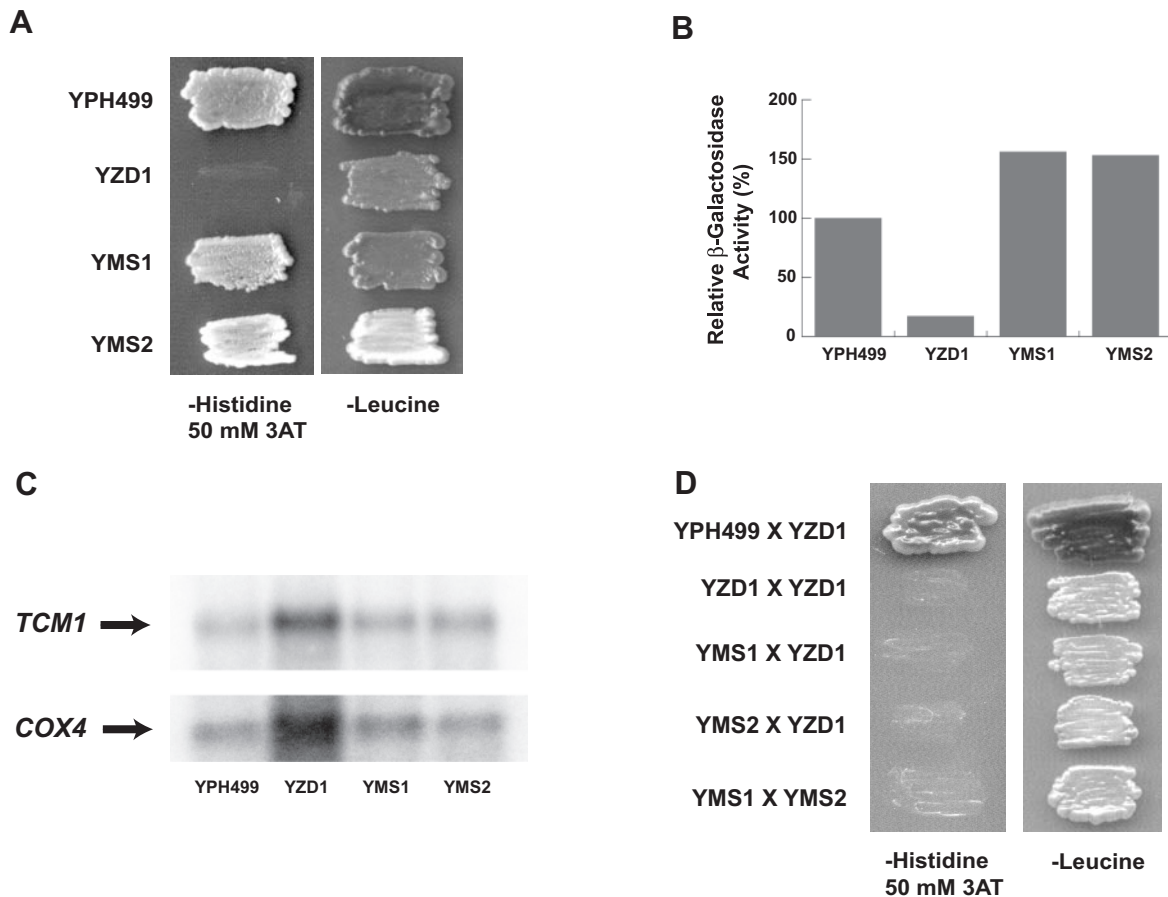 A
YPH499
YZD1
YMS1
YMS2
-Histidine
50 mM 3AT
-Leucine
B
Relative β-Galactosidase
Activity (%)
200
150
100
50
0
YPH499
YZD1
YMS1
YMS2
C
TCM1
COX4
YPH499
YZD1
YMS1
YMS2
D
YPH499 X YZD1
YZD1 X YZD1
YMS1 X YZD1
YMS2 X YZD1
YMS1 X YMS2
-Histidine
50 mM 3AT
-Leucine